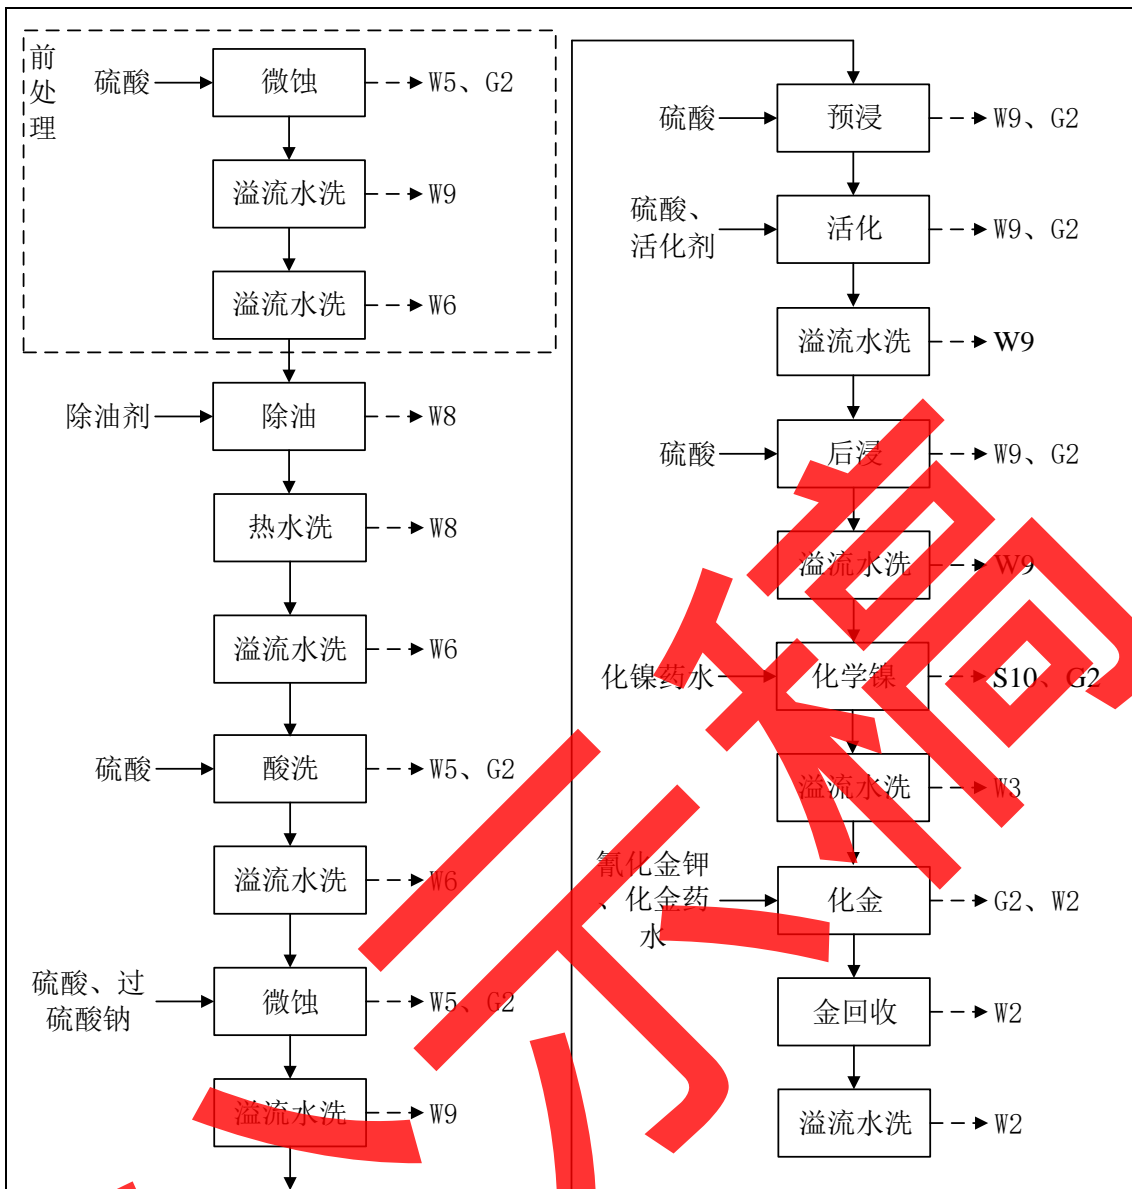 前
处
理
硫酸
微蚀
W5、G2
溢流水洗
W9
溢流水洗
W6
除油剂
除油
W8
热水洗
W8
溢流水洗
W6
硫酸
酸洗
W5、G2
溢流水洗
W6
硫酸、过
硫酸钠
微蚀
W5、G2
溢流水洗
W9
硫酸
预浸
W9、G2
硫酸、
活化剂
活化
W9、G2
溢流水洗
W9
硫酸
后浸
W9、G2
溢流水洗
W9
化镍药水
化学镍
S10、G2
溢流水洗
W3
氰化金钾
、化金药
水
化金
G2、W2
金回收
W2
溢流水洗
W2